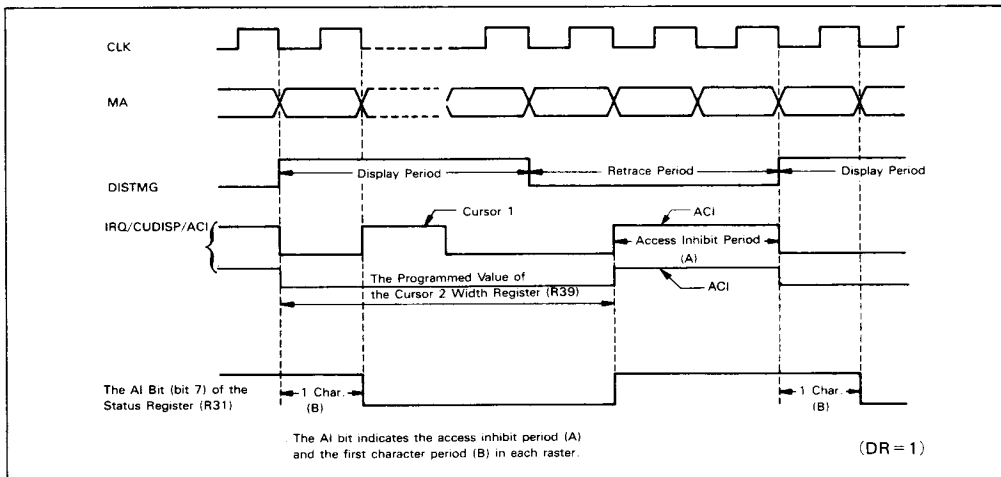 CLK
MA
DISTMG
Display Period
Retrace Period
Display Period
IRQ/CUDISP/ACI
Cursor 1
ACI
Access Inhibit Period
(A)
The Programmed Value of
the Cursor 2 Width Register (R39)
ACI
The AI Bit (bit 7) of the
Status Register (R31)
1 Char.
(B)
1 Char.
(B)
The AI bit indicates the access inhibit period (A)
and the first character period (B) in each raster.
(DR=1)